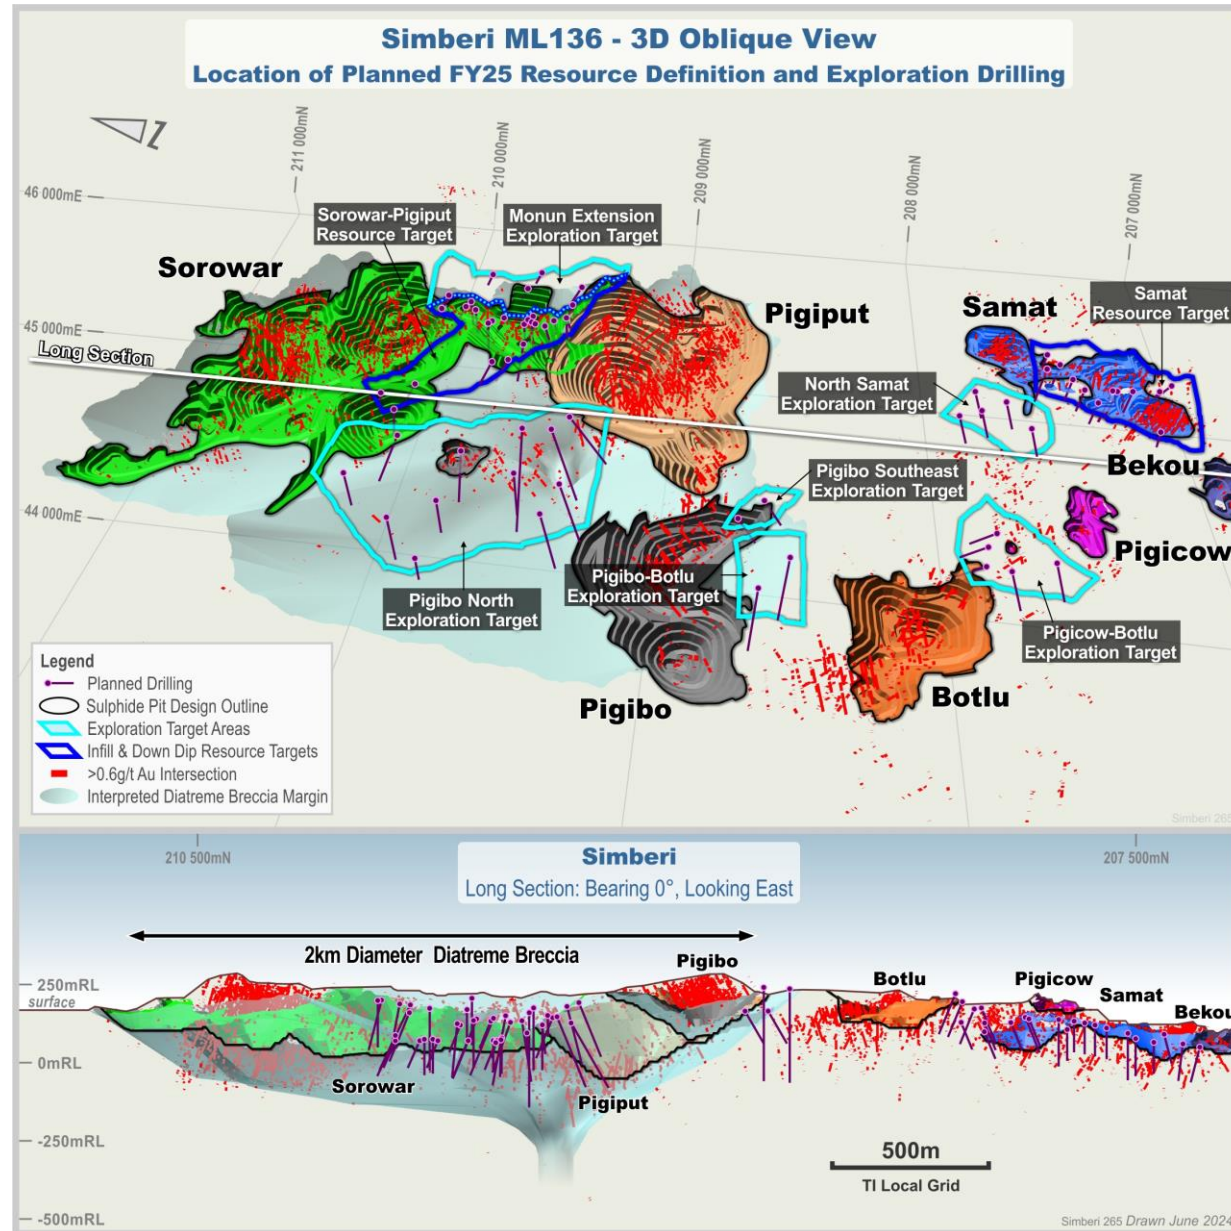 Simberi ML136 - 3D Oblique View
Location of Planned FY25 Resource Definition and Exploration Drilling
N
211 000mN
210 000mN
209 000mN
208 000mN
207 000mN
46 000mE
45 000mE
44 000mE
Sorowar-Pigiput
Resource Target
Monun Extension
Exploration Target
Sorowar
Pigiput
Samat
Samat
Resource Target
Long Section
North Samat
Exploration Target
Bekou
Pigibo Southeast
Exploration Target
Pigicow
Pigibo-Botlu
Exploration Target
Pigibo North
Exploration Target
Pigicow-Botlu
Exploration Target
Pigibo
Botlu
Legend
Planned Drilling
Sulphide Pit Design Outline
Exploration Target Areas
Infill & Down Dip Resource Targets
>0.6g/t Au Intersection
Interpreted Diatreme Breccia Margin
Simberi 265
210 500mN
207 500mN
Simberi
Long Section: Bearing 0°, Looking East
2km Diameter Diatreme Breccia
Pigibo
Botlu
Pigicow
Samat
Bekou
250mRL
surface
0mRL
Sorowar
Pigiput
-250mRL
500m
TI Local Grid
-500mRL
Simberi 265 Drawn June 2024